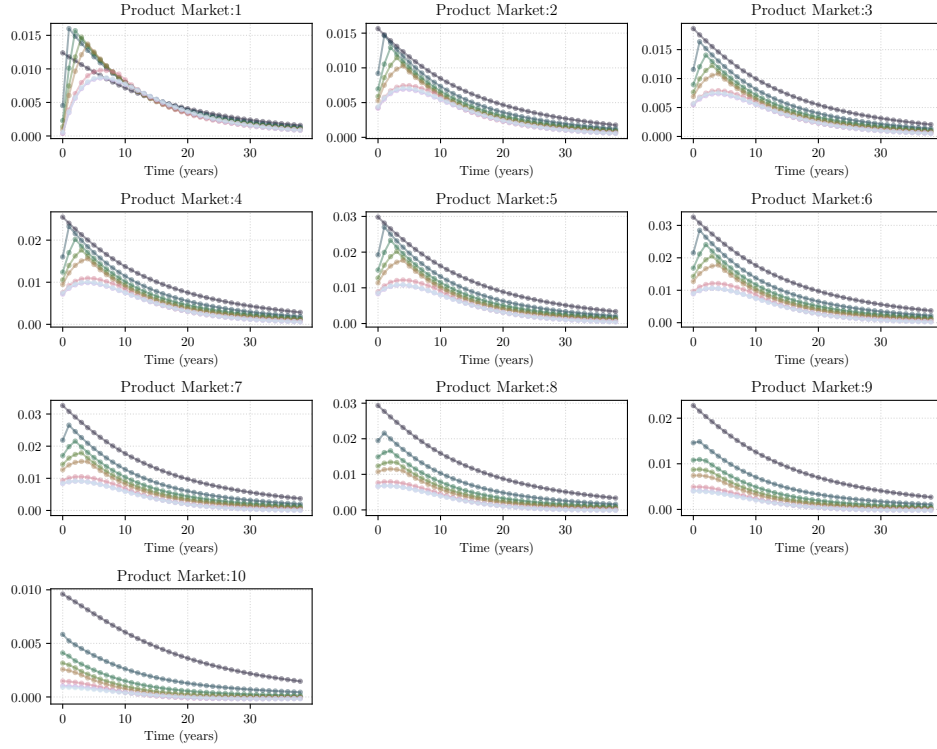 Product Market:1
0.015
0.010
0.005
0.000
0 10 20 30
Time (years)
Product Market:2
0.015
0.010
0.005
0.000
0 10 20 30
Time (years)
Product Market:3
0.015
0.010
0.005
0.000
0 10 20 30
Time (years)
Product Market:4
0.02
0.01
0.00
0 10 20 30
Time (years)
Product Market:5
0.03
0.02
0.01
0.00
0 10 20 30
Time (years)
Product Market:6
0.03
0.02
0.01
0.00
0 10 20 30
Time (years)
Product Market:7
0.03
0.02
0.01
0.00
0 10 20 30
Time (years)
Product Market:8
0.03
0.02
0.01
0.00
0 10 20 30
Time (years)
Product Market:9
0.02
0.01
0.00
0 10 20 30
Time (years)
Product Market:10
0.010
0.005
0.000
0 10 20 30
Time (years)